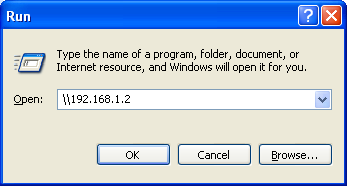 Run
Type the name of a program, folder, document, or
Internet resource, and Windows will open it for you.
Open: \\192.168.1.2
OK Cancel Browse...